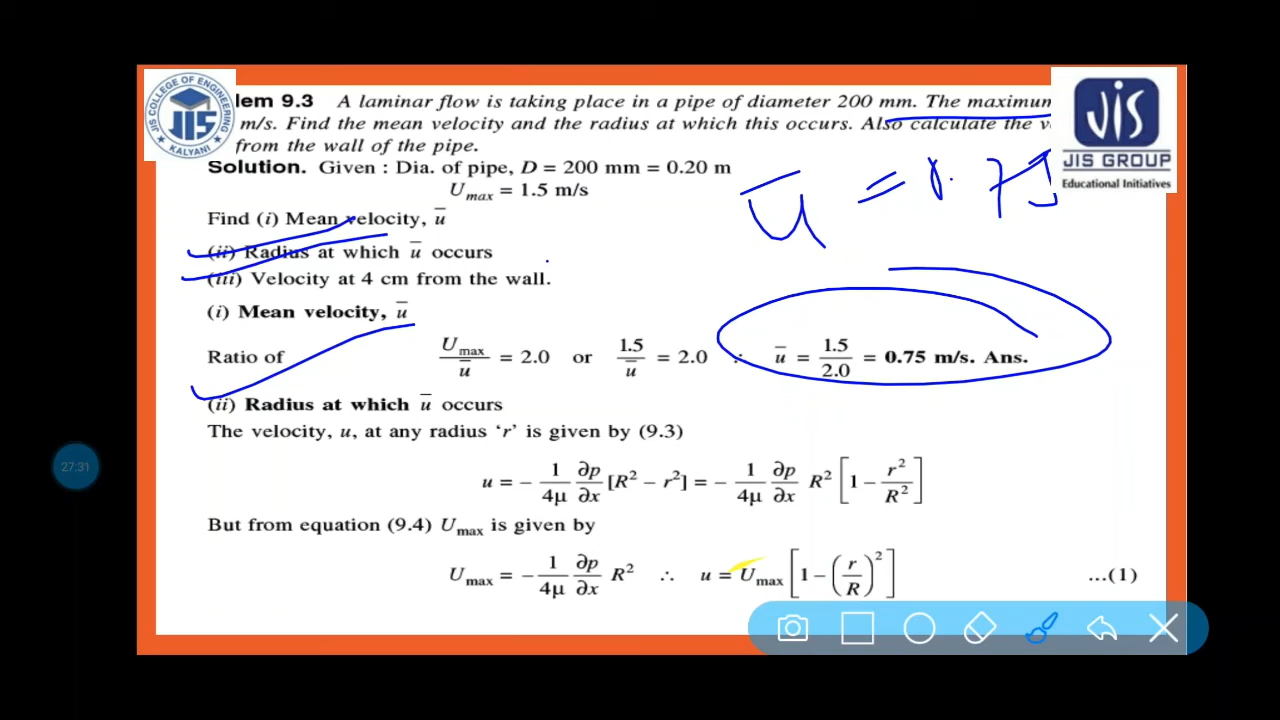 lem 9.3 A laminar flow is taking place in a pipe of diameter 200 mm. The maximum
m/s. Find the mean velocity and the radius at which this occurs. Also calculate the v
from the wall of the pipe.
Solution. Given : Dia. of pipe, D = 200 mm = 0.20 m
U_max = 1.5 m/s
Find (i) Mean velocity, u̅
(ii) Radius at which u̅ occurs
(iii) Velocity at 4 cm from the wall.
(i) Mean velocity, u̅
Ratio of U_max/u̅ = 2.0 or 1.5/u̅ = 2.0 ∴ u̅ = 1.5/2.0 = 0.75 m/s. Ans.
(ii) Radius at which u̅ occurs
The velocity, u, at any radius ‘r’ is given by (9.3)
u = − 1/4μ ∂p/∂x [R² − r²] = − 1/4μ ∂p/∂x R² [1 − r²/R²]
But from equation (9.4) U_max is given by
U_max = − 1/4μ ∂p/∂x R² ∴ u = U_max [1 − (r/R)²] ...(1)
JIS COLLEGE OF ENGINEERING
JIS
KALYANI
JIS
JIS GROUP
Educational Initiatives
u̅ = 0.75
27:31